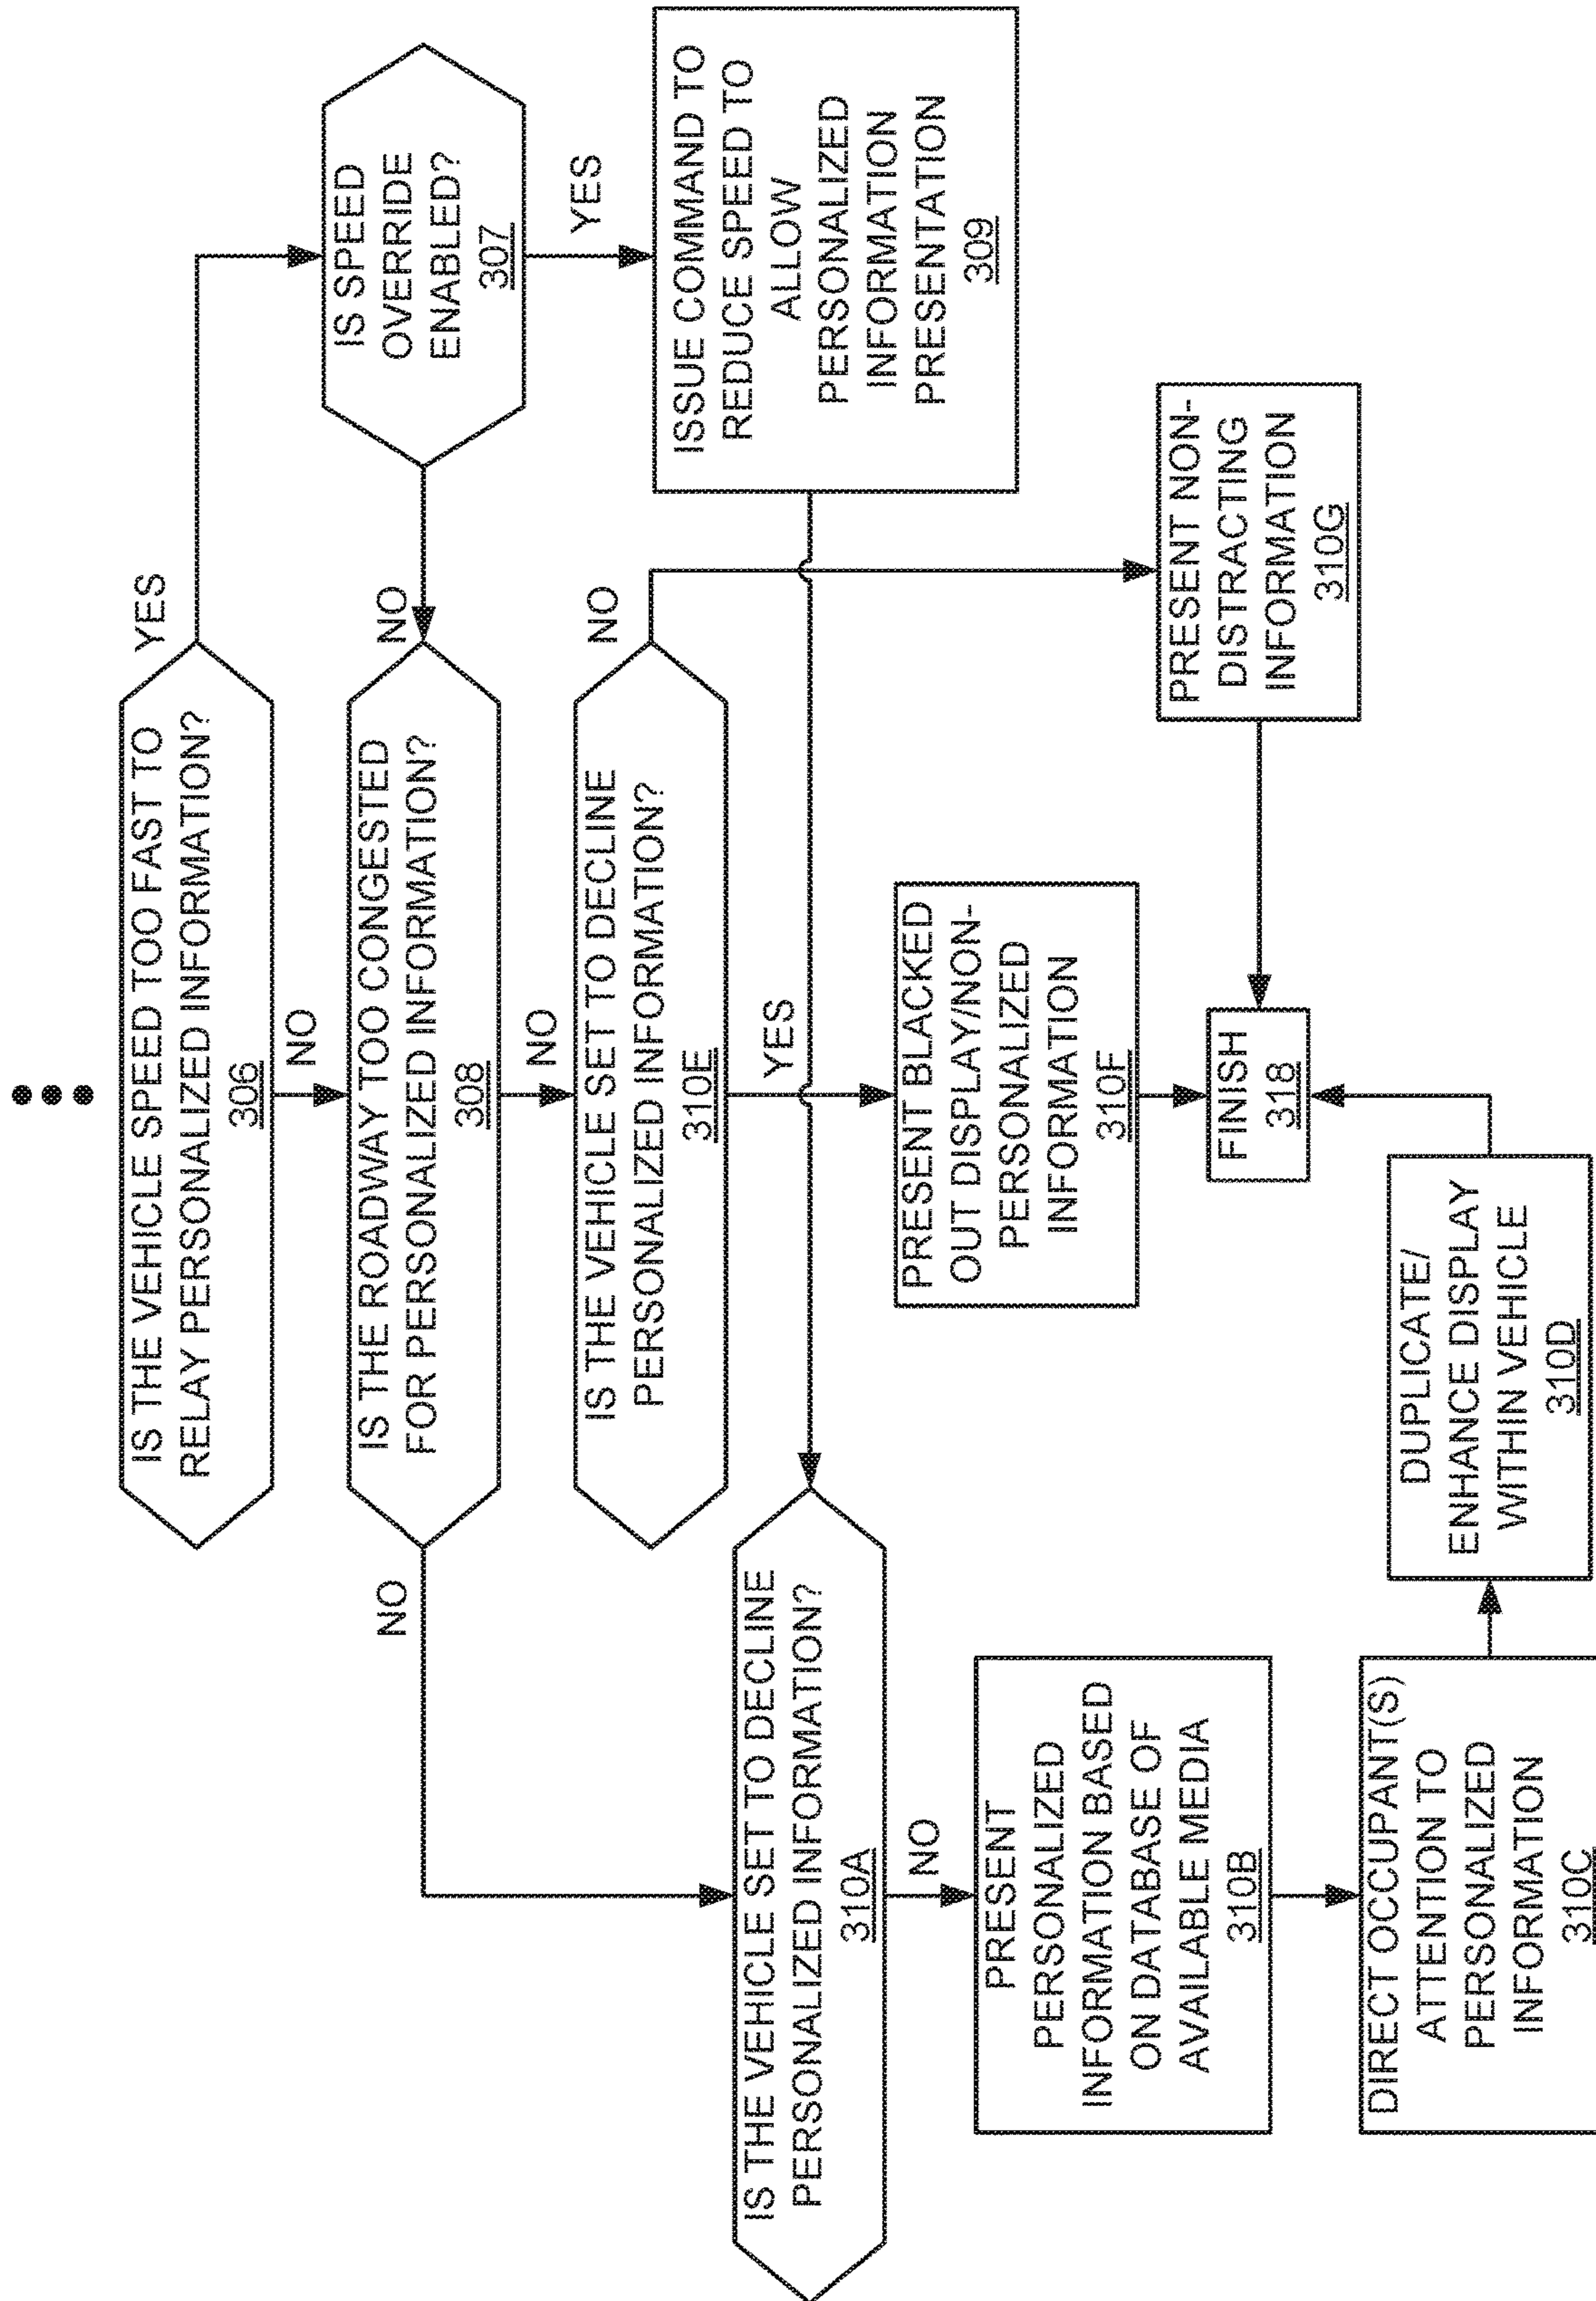 IS THE VEHICLE SPEED TOO FAST TO
RELAY PERSONALIZED INFORMATION?
306
YES
NO
IS SPEED
OVERRIDE
ENABLED?
307
YES
NO
IS THE ROADWAY TOO CONGESTED
FOR PERSONALIZED INFORMATION?
308
NO
NO
ISSUE COMMAND TO
REDUCE SPEED TO
ALLOW
PERSONALIZED
INFORMATION
PRESENTATION
309
IS THE VEHICLE SET TO DECLINE
PERSONALIZED INFORMATION?
310E
NO
YES
IS THE VEHICLE SET TO DECLINE
PERSONALIZED INFORMATION?
310A
NO
PRESENT
PERSONALIZED
INFORMATION BASED
ON DATABASE OF
AVAILABLE MEDIA
310B
PRESENT BLACKED
OUT DISPLAY/NON-
PERSONALIZED
INFORMATION
310F
PRESENT NON-
DISTRACTING
INFORMATION
310G
FINISH
318
DIRECT OCCUPANT(S)
ATTENTION TO
PERSONALIZED
INFORMATION
310C
DUPLICATE/
ENHANCE DISPLAY
WITHIN VEHICLE
310D